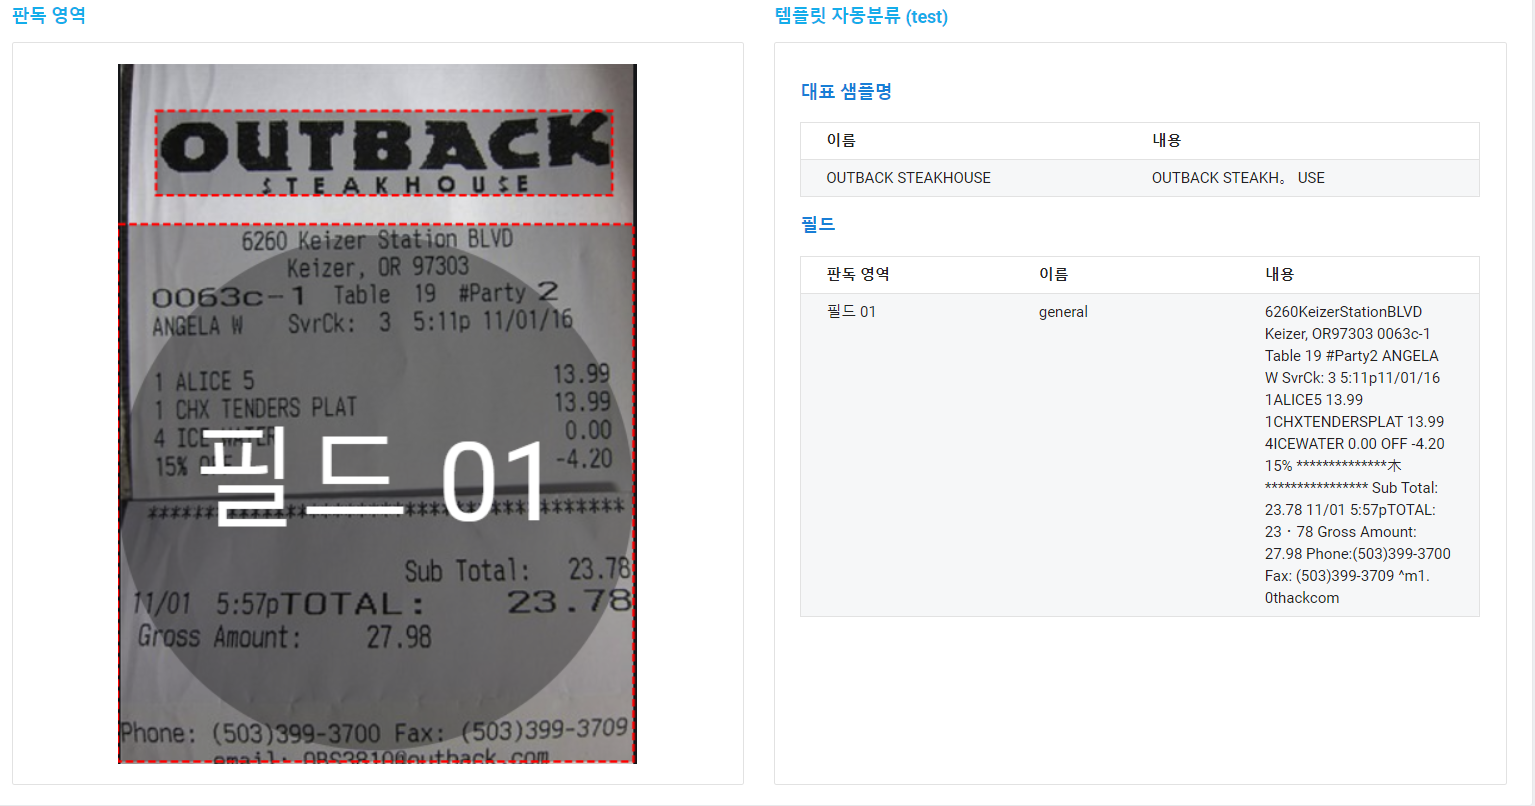 판독 영역
OUTBACK
STEAKHOUSE
6260 Keizer Station BLVD
Keizer, OR 97303
0063c-1 Table 19 #Party 2
ANGELA W SvrCk: 3 5:11p 11/01/16
1 ALICE 5 13.99
1 CHX TENDERS PLAT 13.99
4 ICE WATER 0.00
15% OFF -4.20
필드 01
Sub Total: 23.78
11/01 5:57pTOTAL: 23.78
Gross Amount: 27.98
Phone: (503)399-3700 Fax: (503)399-3709
email: OBS3810@outback.com
템플릿 자동분류 (test)
대표 샘플명
이름 내용
OUTBACK STEAKHOUSE OUTBACK STEAKH。 USE
필드
판독 영역 이름 내용
필드 01 general 6260KeizerStationBLVD
Keizer, OR97303 0063c-1
Table 19 #Party2 ANGELA
W SvrCk: 3 5:11p11/01/16
1ALICE5 13.99
1CHXTENDERSPLAT 13.99
4ICEWATER 0.00 OFF -4.20
15% **************木
**************** Sub Total:
23.78 11/01 5:57pTOTAL:
23・78 Gross Amount:
27.98 Phone:(503)399-3700
Fax: (503)399-3709 ^m1.
0thackcom